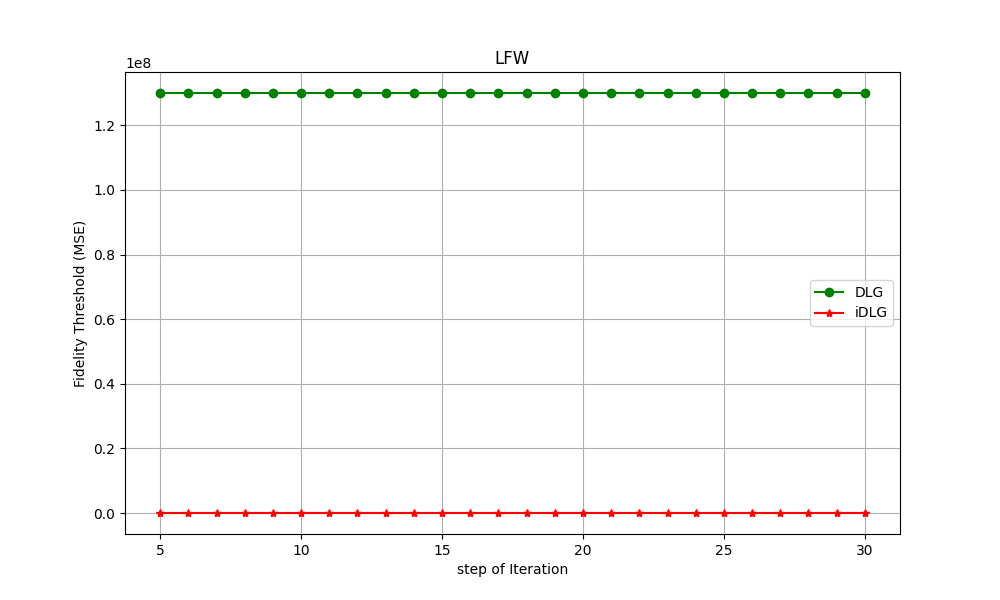 LFW
1e8
1.2
1.0
0.8
0.6
0.4
0.2
0.0
Fidelity Threshold (MSE)
DLG
iDLG
5 10 15 20 25 30
step of Iteration